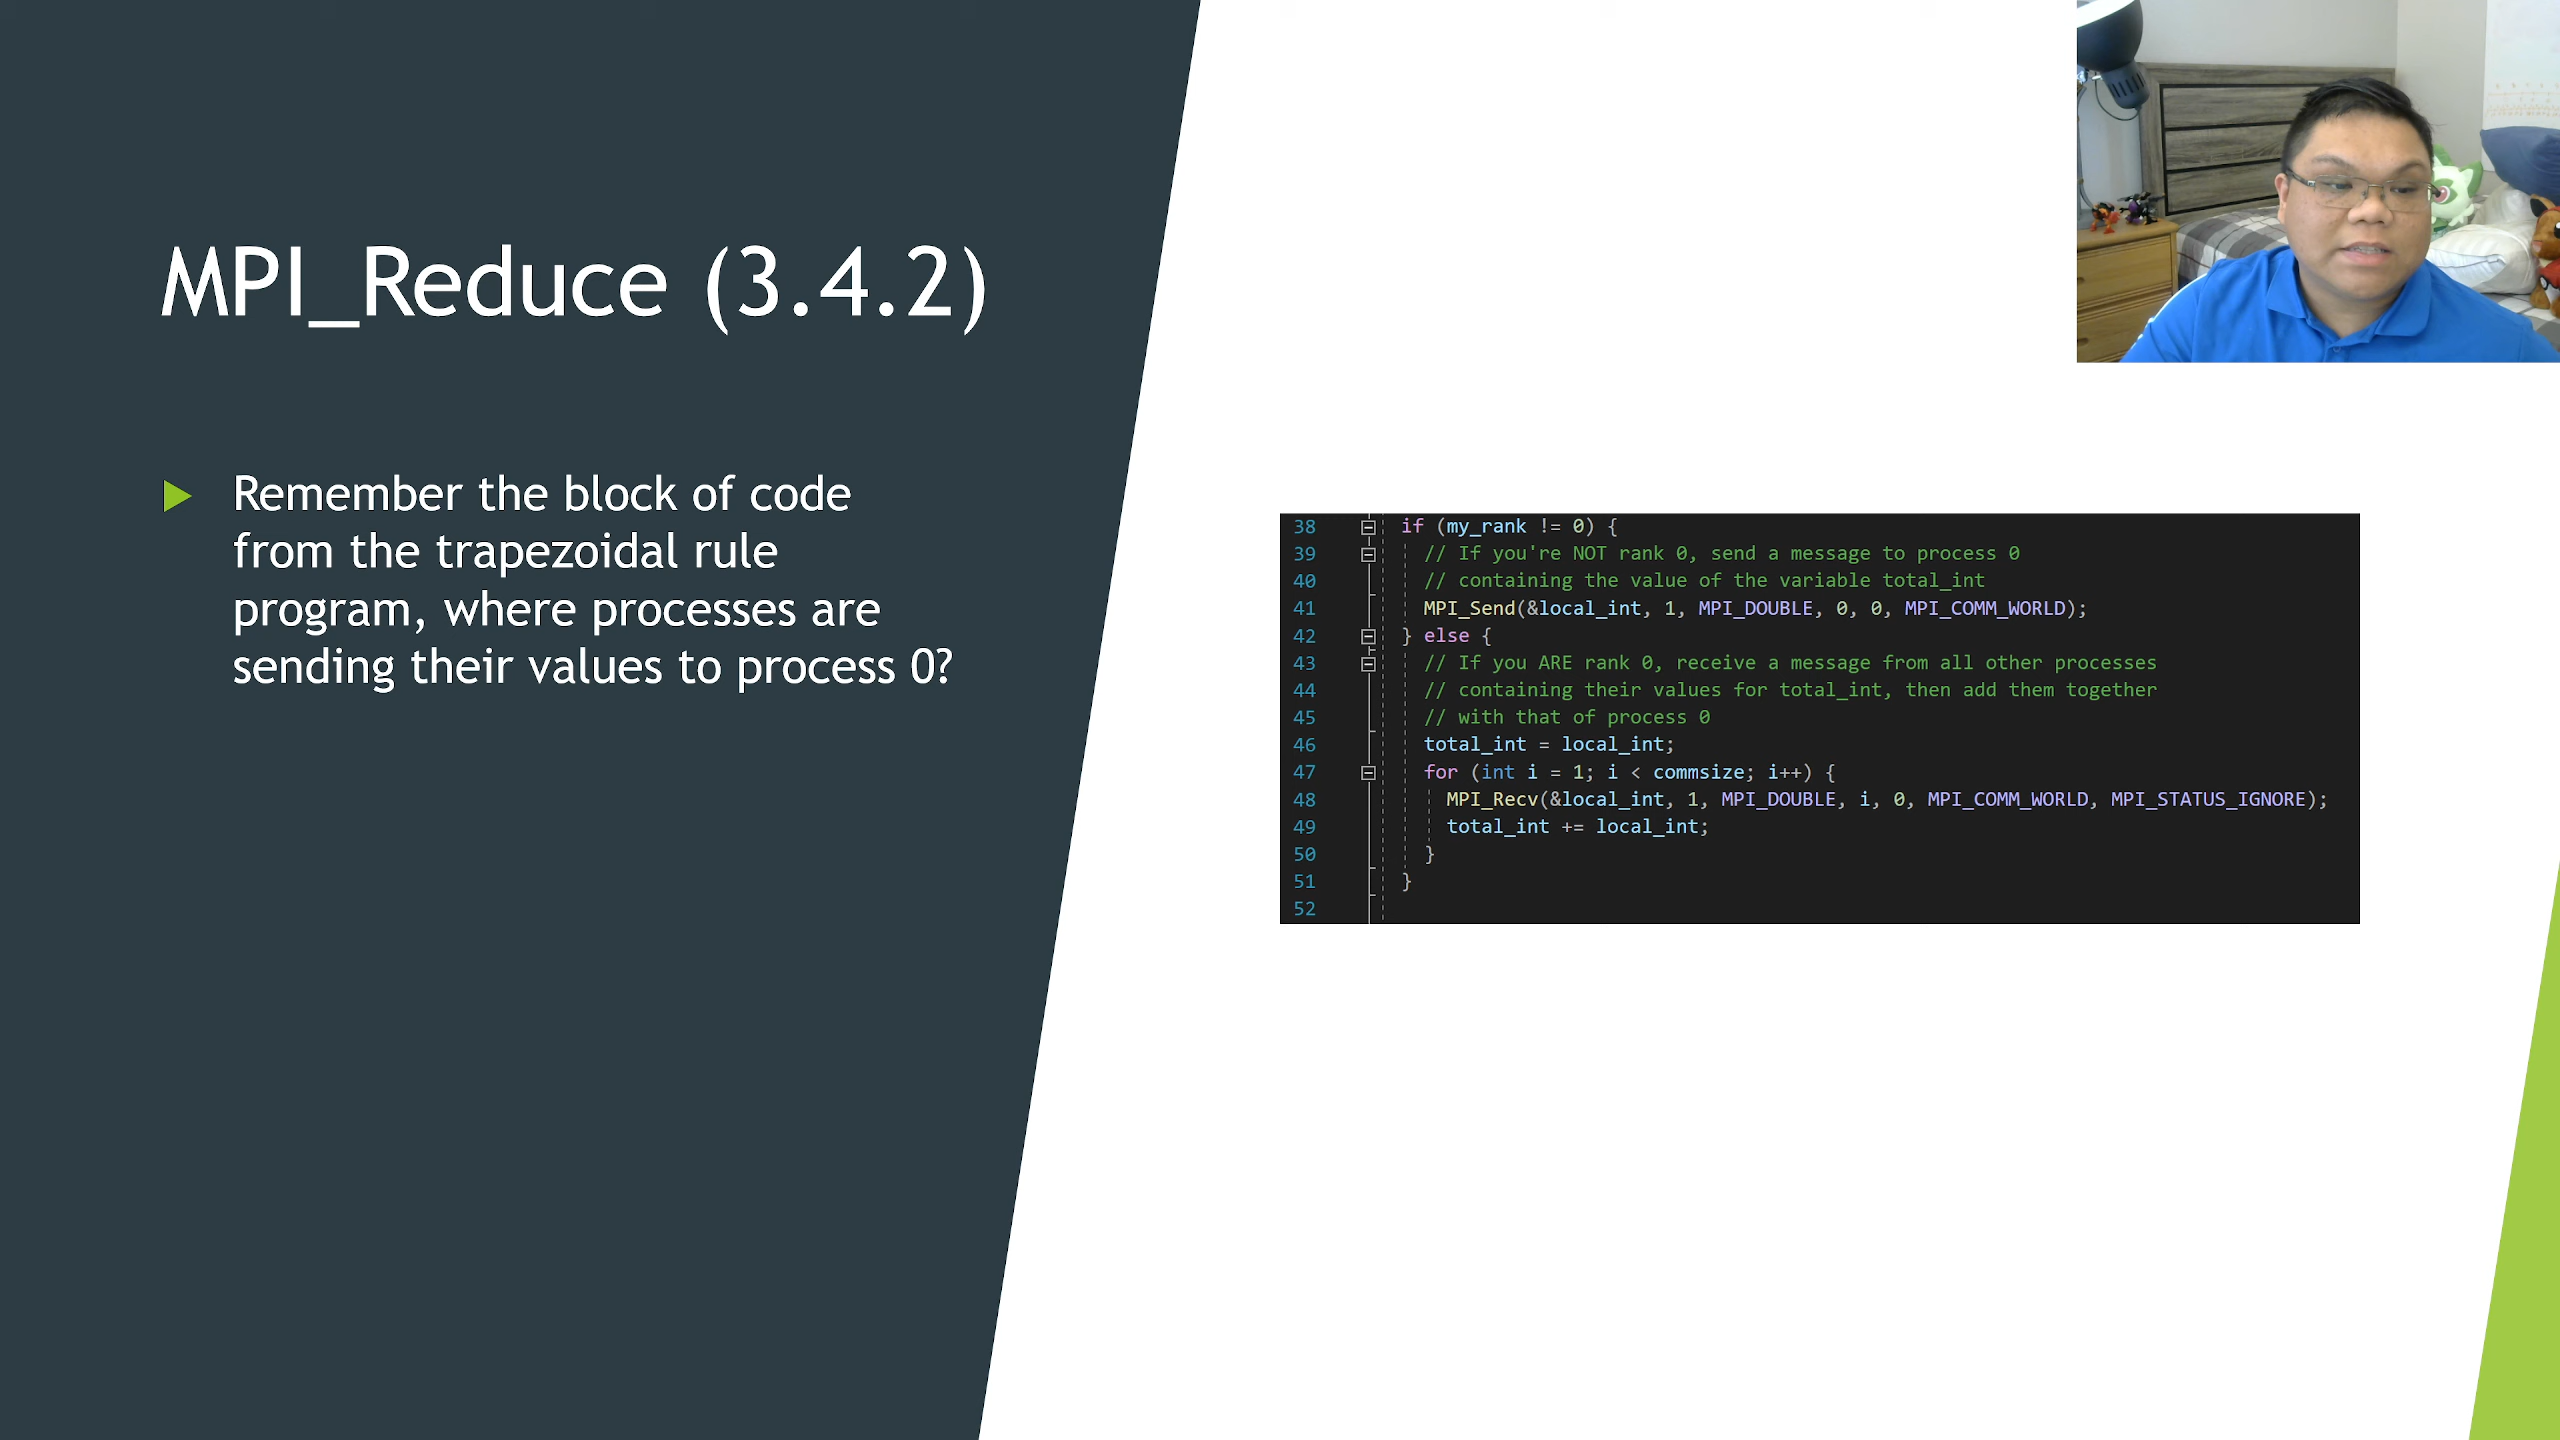 MPI_Reduce (3.4.2)
Remember the block of code
from the trapezoidal rule
program, where processes are
sending their values to process 0?
38 if (my_rank != 0) {
39 // If you're NOT rank 0, send a message to process 0
40 // containing the value of the variable total_int
41 MPI_Send(&local_int, 1, MPI_DOUBLE, 0, 0, MPI_COMM_WORLD);
42 } else {
43 // If you ARE rank 0, receive a message from all other processes
44 // containing their values for total_int, then add them together
45 // with that of process 0
46 total_int = local_int;
47 for (int i = 1; i < commsize; i++) {
48 MPI_Recv(&local_int, 1, MPI_DOUBLE, i, 0, MPI_COMM_WORLD, MPI_STATUS_IGNORE);
49 total_int += local_int;
50 }
51 }
52